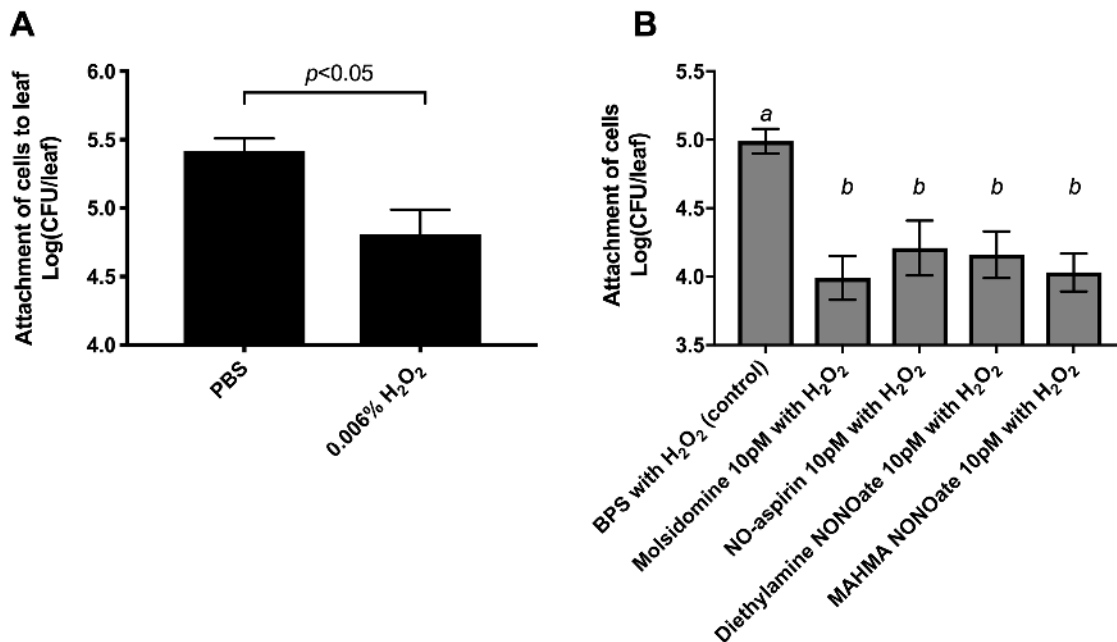 A
Attachment of cells to leaf
Log(CFU/leaf)
6.0
5.5
5.0
4.5
4.0
p<0.05
PBS
0.006% H₂O₂
B
Attachment of cells
Log(CFU/leaf)
5.5
5.0
4.5
4.0
3.5
a
b
b
b
b
BPS with H₂O₂ (control)
Molsidomine 10pM with H₂O₂
NO-aspirin 10pM with H₂O₂
Diethylamine NONOate 10pM with H₂O₂
MAHMA NONOate 10pM with H₂O₂